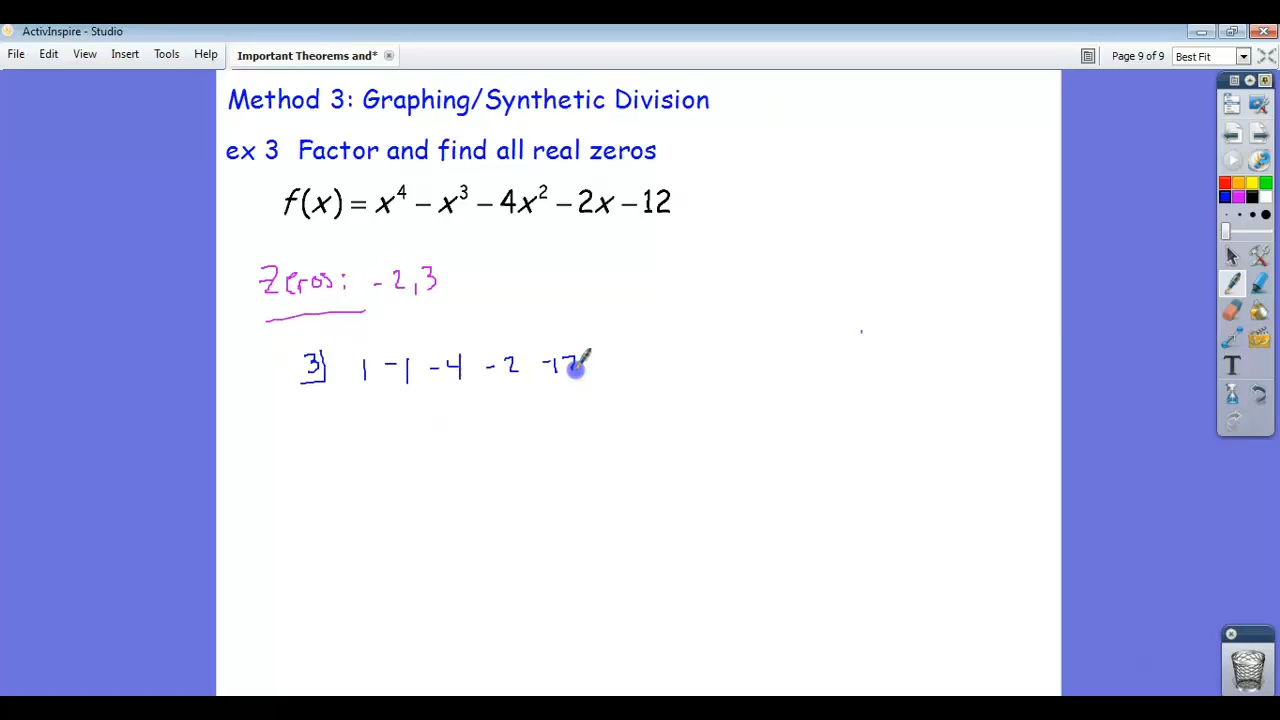 ActivInspire - Studio
File Edit View Insert Tools Help Important Theorems and* Page 9 of 9 Best Fit
Method 3: Graphing/Synthetic Division
ex 3 Factor and find all real zeros
f(x) = x⁴ − x³ − 4x² − 2x − 12
Zeros: -2, 3
3 1 -1 -4 -2 -12
T